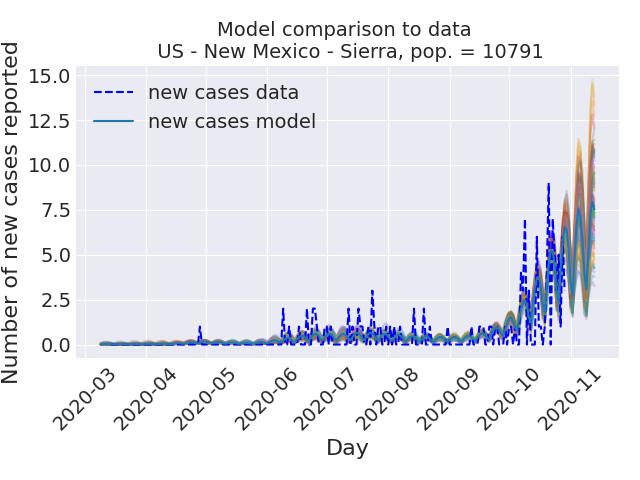 Model comparison to data
US - New Mexico - Sierra, pop. = 10791
new cases data
new cases model
Number of new cases reported
15.0
12.5
10.0
7.5
5.0
2.5
0.0
2020-03
2020-04
2020-05
2020-06
2020-07
2020-08
2020-09
2020-10
2020-11
Day